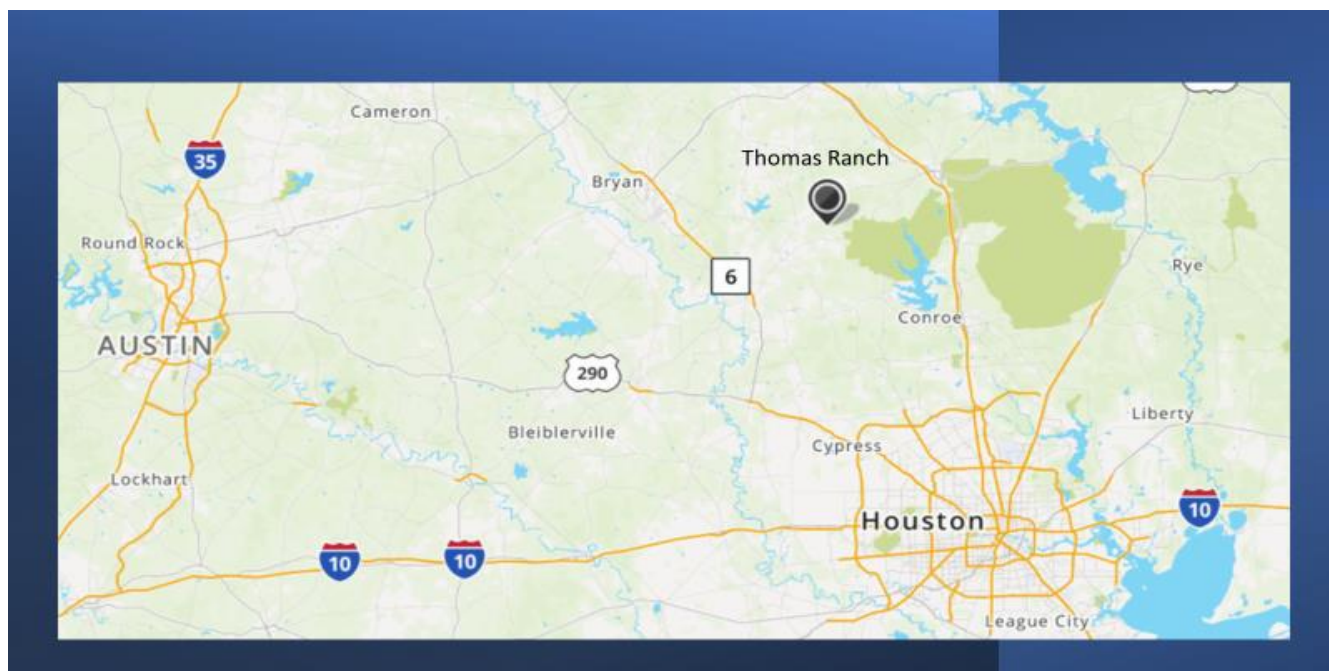 Cameron
35
Thomas Ranch
Bryan
Round Rock
6
Rye
Conroe
AUSTIN
290
Liberty
Bleiblerville
Cypress
Lockhart
10
Houston
10
10
League City